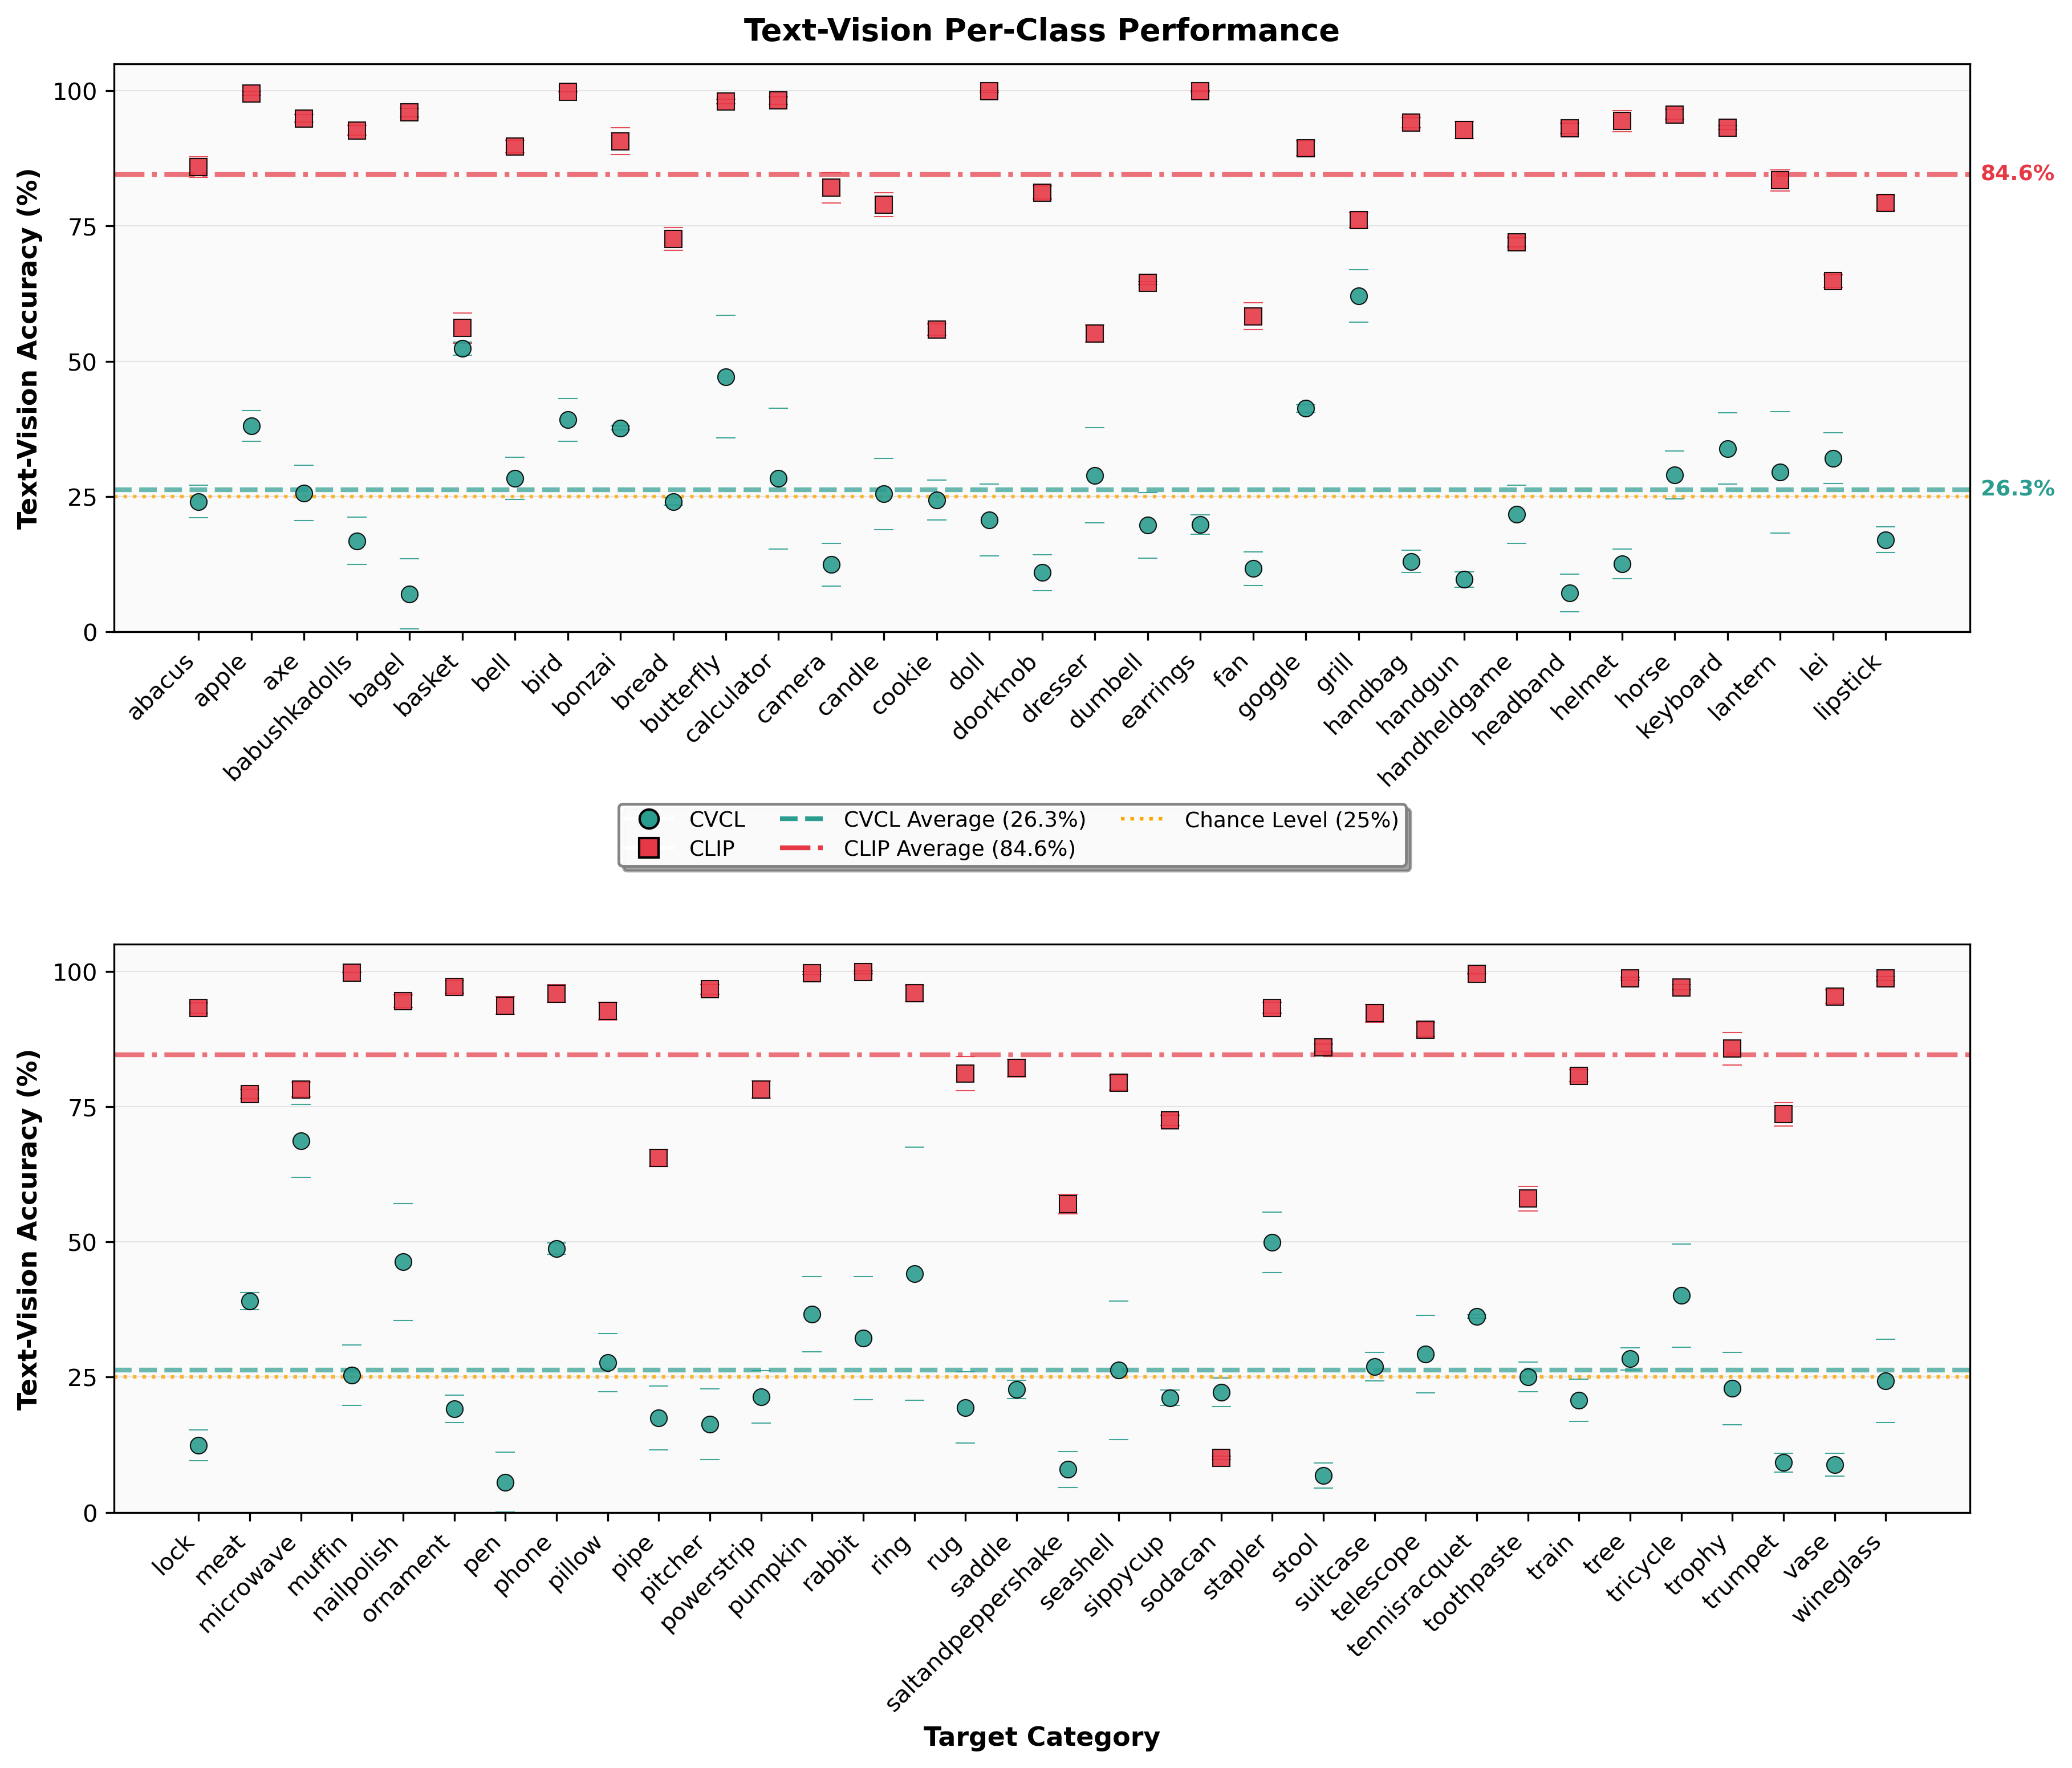 Text-Vision Per-Class Performance
Text-Vision Accuracy (%)
100
75
50
25
0
84.6%
26.3%
abacus
apple
axe
babushkadolls
bagel
basket
bell
bird
bonzai
bread
butterfly
calculator
camera
candle
cookie
doll
doorknob
dresser
dumbell
earrings
fan
goggle
grill
handbag
handgun
handheldgame
headband
helmet
horse
keyboard
lantern
lei
lipstick
CVCL
CLIP
CVCL Average (26.3%)
CLIP Average (84.6%)
Chance Level (25%)
Text-Vision Accuracy (%)
100
75
50
25
0
lock
meat
microwave
muffin
nailpolish
ornament
pen
phone
pillow
pipe
pitcher
powerstrip
pumpkin
rabbit
ring
rug
saddle
saltandpeppershake
seashell
sippycup
sodacan
stapler
stool
suitcase
telescope
tennisracquet
toothpaste
train
tree
tricycle
trophy
trumpet
vase
wineglass
Target Category